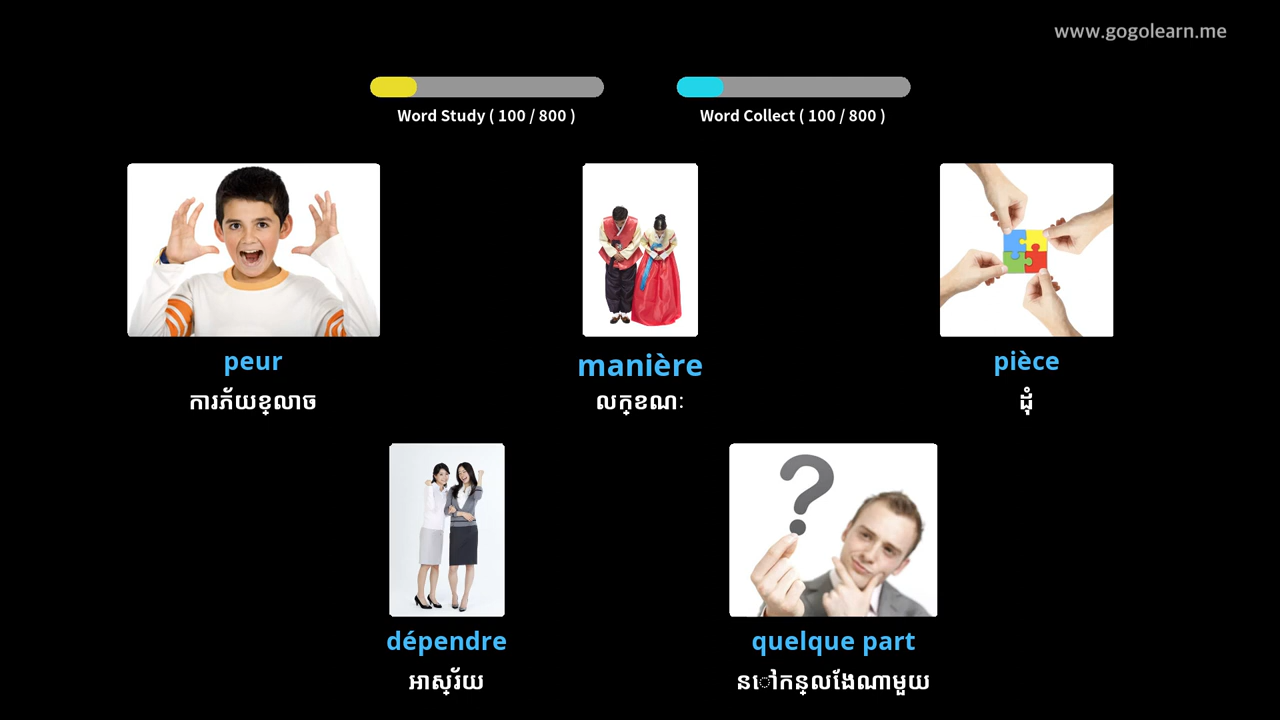 www.gogolearn.me
Word Study ( 100 / 800 )
Word Collect ( 100 / 800 )
peur
ការភ័យខ្លាច
manière
លក្ខណៈ
pièce
ដុំ
dépendre
អាស្រ័យ
quelque part
នៅកន្លែងណាមួយ